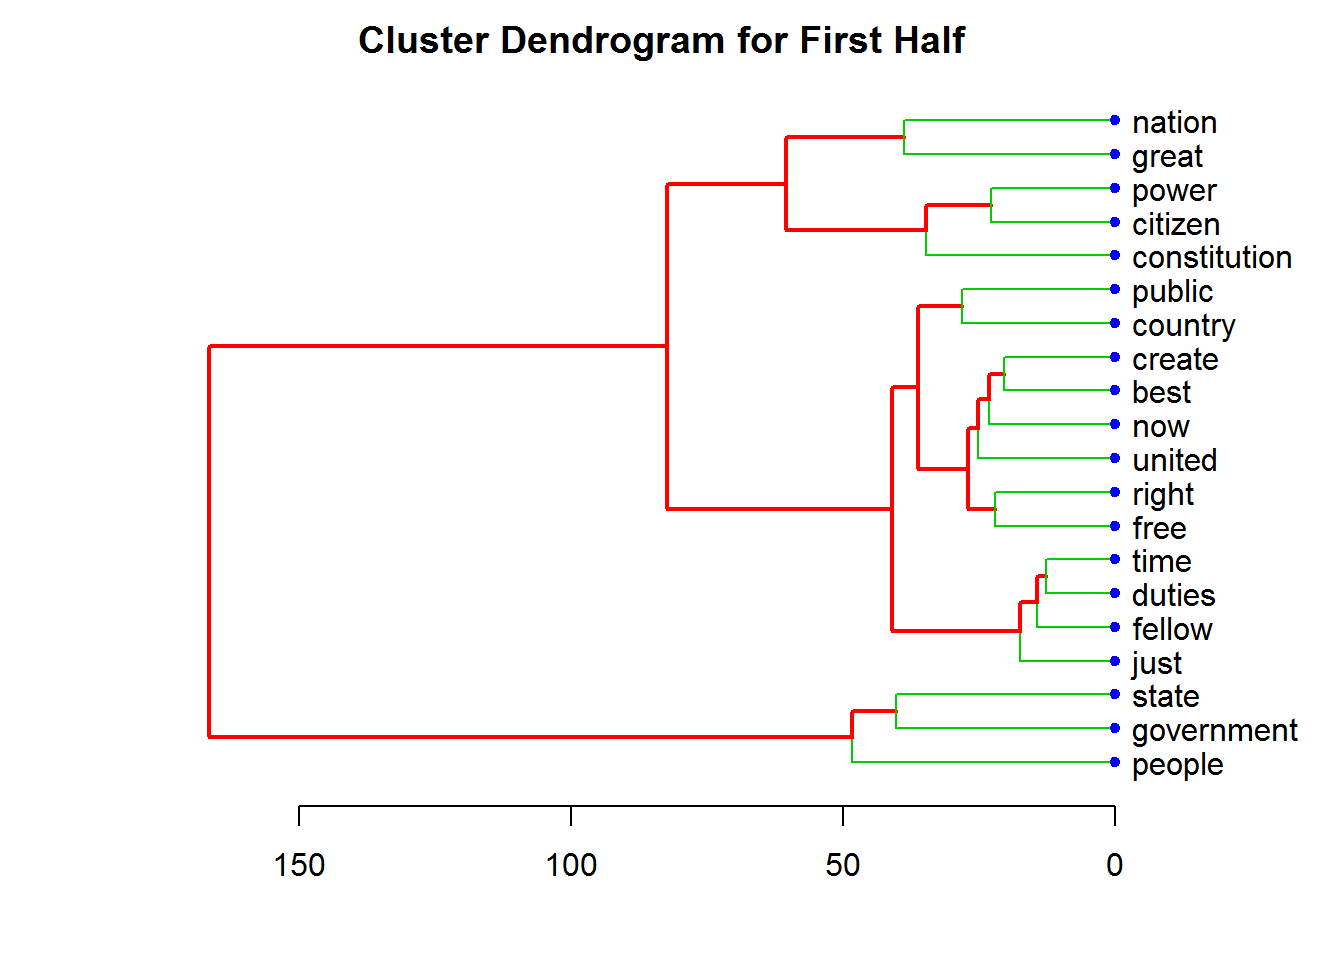 Cluster Dendrogram for First Half
nation
great
power
citizen
constitution
public
country
create
best
now
united
right
free
time
duties
fellow
just
state
government
people
150 100 50 0